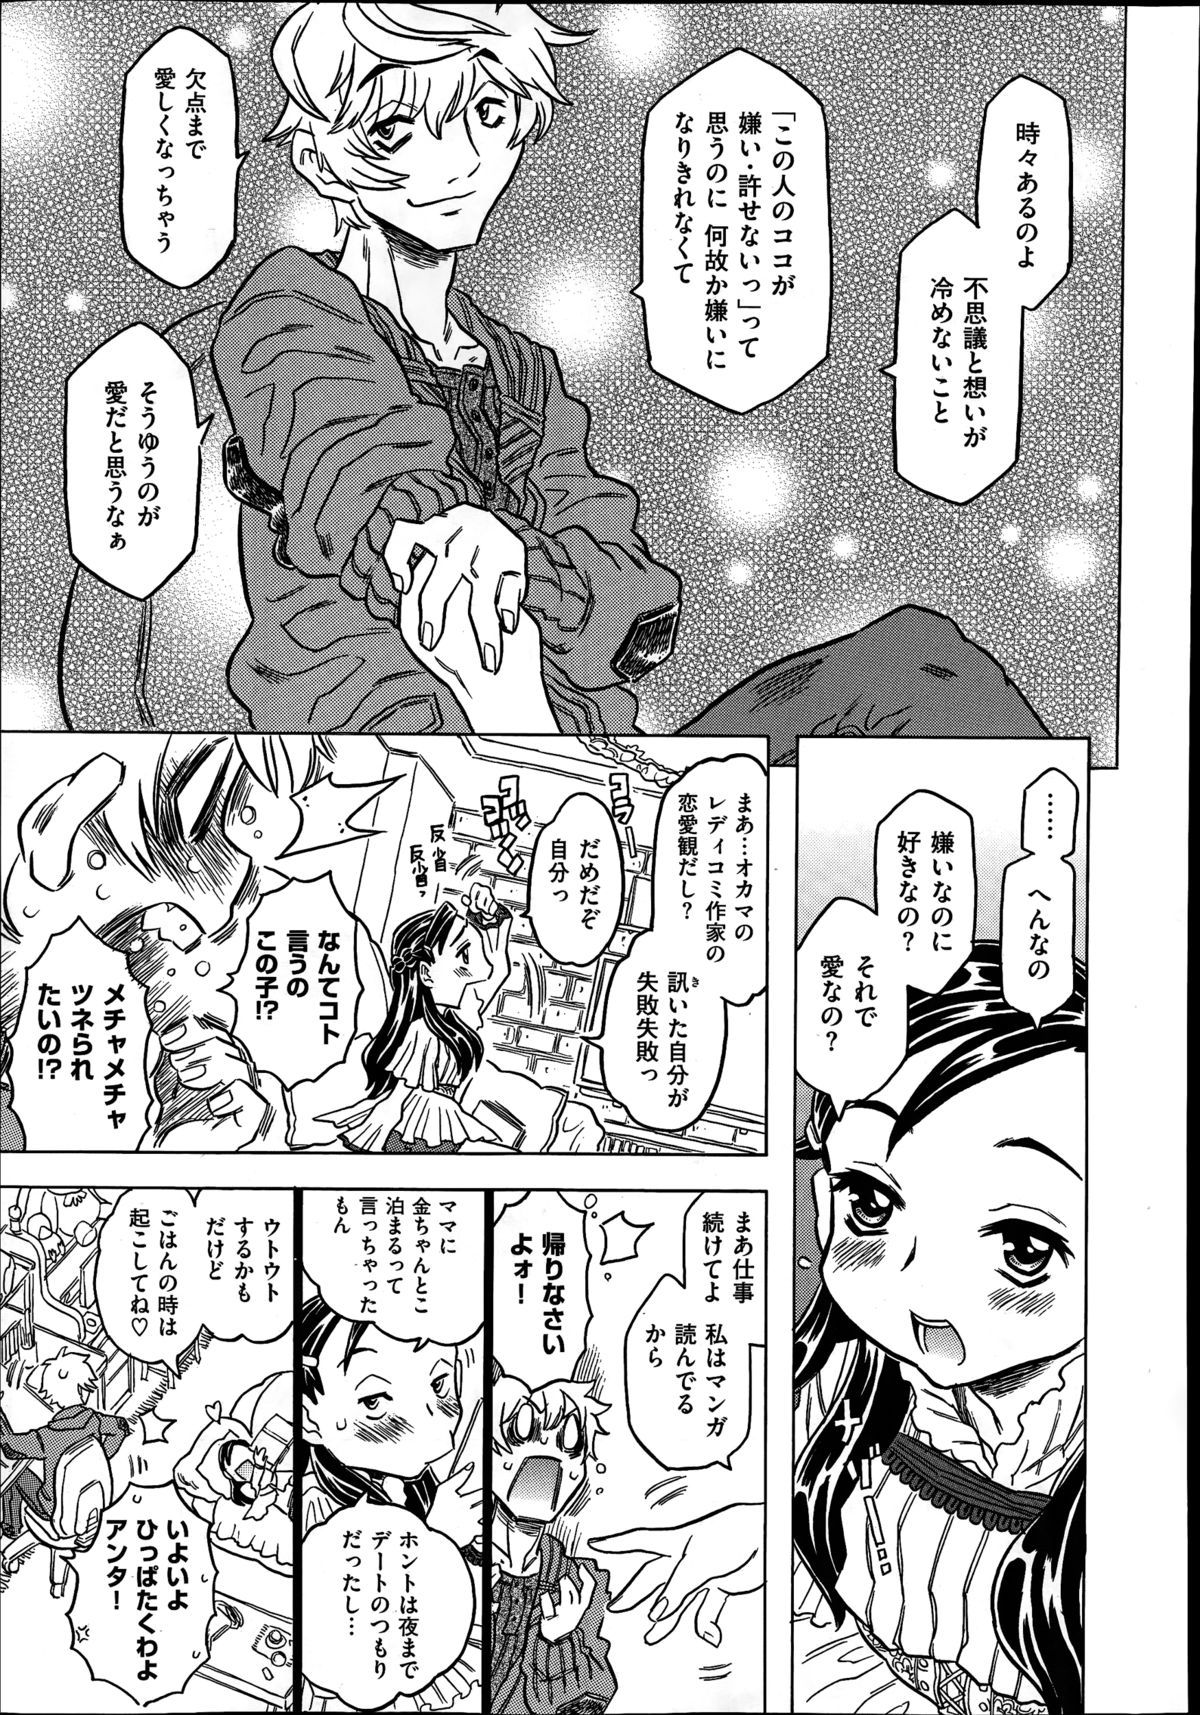 時々あるのよ
不思議と想いが
冷めないこと
「この人のココが
嫌い・許せないっ」って
思うのに 何故か嫌いに
なりきれなくて
欠点まで
愛しくなっちゃう
そうゆうのが
愛だと思うなぁ
……
へんなの
嫌いなのに
好きなの?
それで
愛なの?
まあ…オカマの
レディコミ作家の
恋愛観だし?
訊いた自分が
き
失敗失敗っ
コラ
コツ
コツ
だめだぞ
自分っ
反省
反省っ
なんてコト
言うの
この子!?
メチャメチャ
ツネられ
たいの!?
まあ仕事
続けてよ
私はマンガ
読んでる
から
帰りなさい
よォ!
ママに
金ちゃんとこ
泊まるって
言っちゃった
もん
ホントは夜まで
デートのつもり
だったし…
ウトウト
するかも
だけど
ごはんの時は
起こしてね♡
いよいよ
ひっぱたくわよ
アンタ!